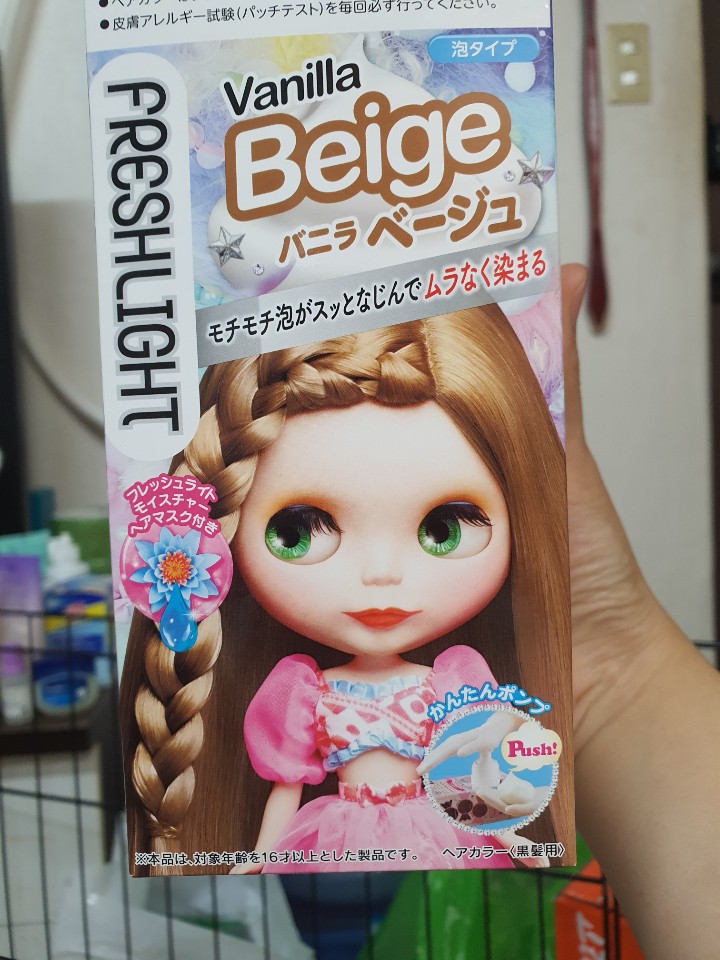 ●皮膚アレルギー試験(パッチテスト)を毎回必ず行ってください。
泡タイプ
FRESHLIGHT
Vanilla
Beige
バニラ ベージュ
モチモチ泡がスッとなじんでムラなく染まる
フレッシュライト
モイスチャー
ヘアマスク付き
かんたんポンプ
Push!
※本品は、対象年齢を16才以上とした製品です。 ヘアカラー〈黒髪用〉